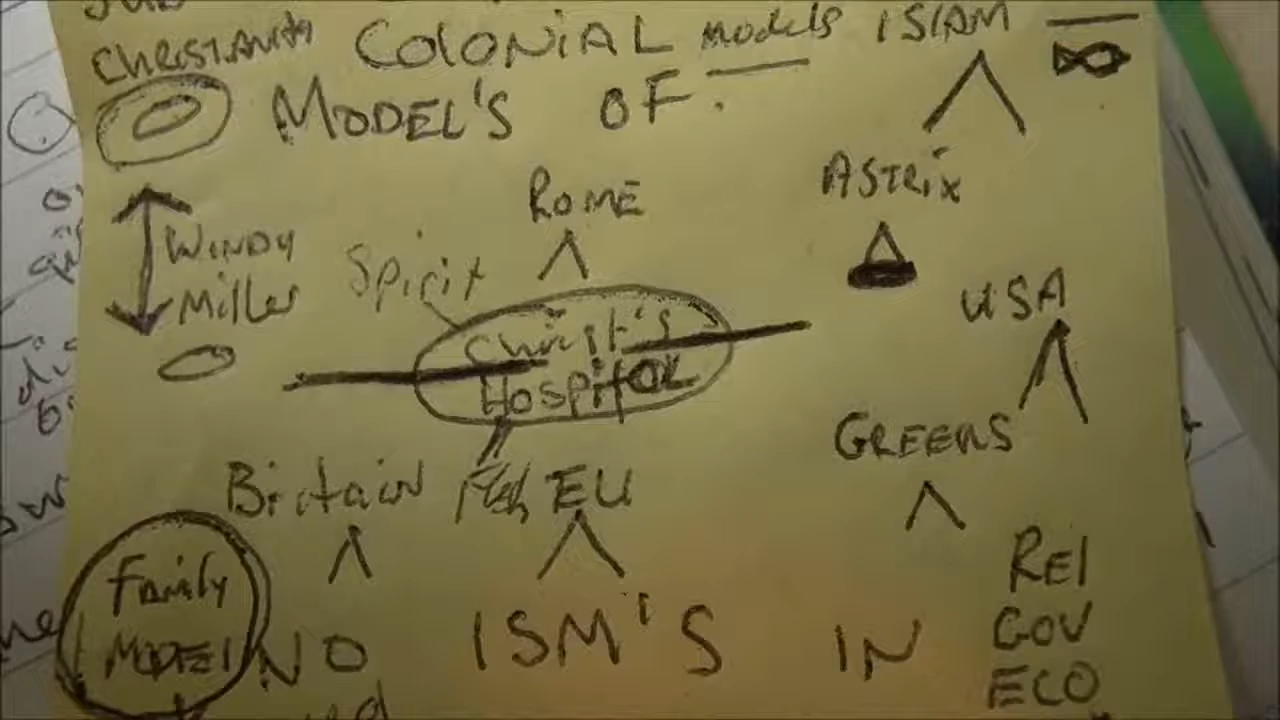 Christianity COLONIAL models ISLAM
MODEL'S OF
ROME
ASTRIX
WINDY
Miller
Spirit
USA
Christ's
HOSPITAL
GREENS
Britain
EU
Family
MODEL
NO ISM'S IN
REL
GOV
ECO